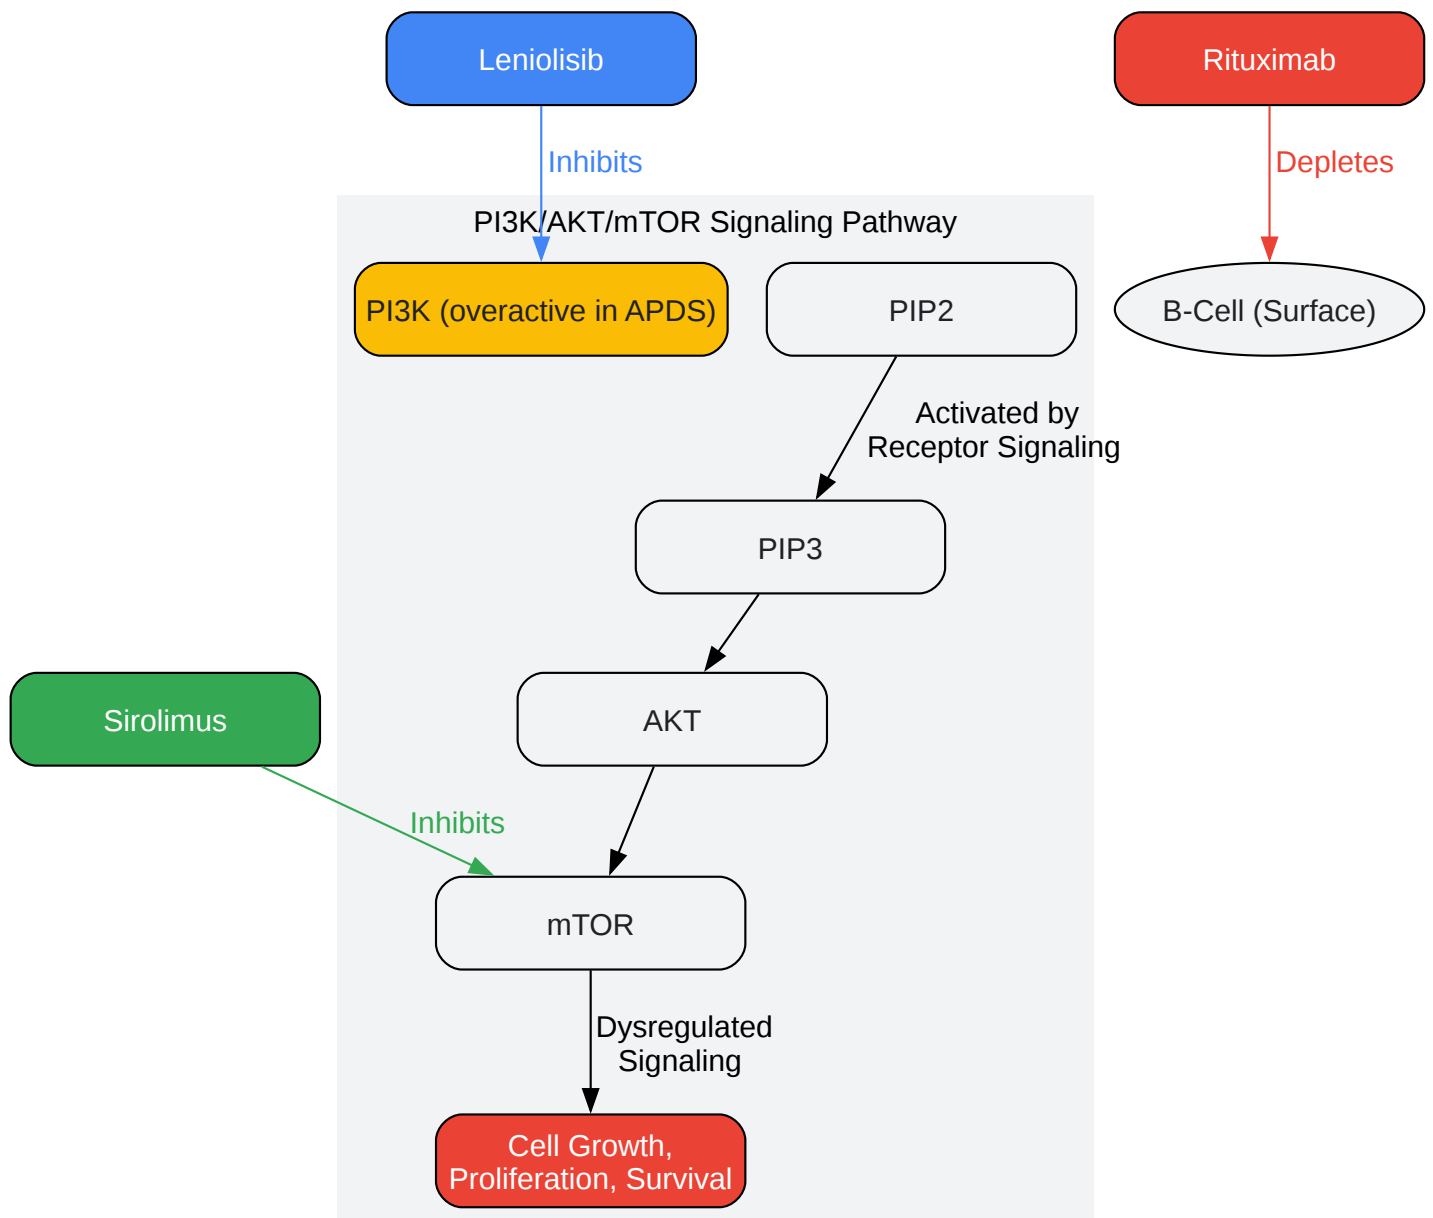 Leniolisib
Rituximab
Inhibits
Depletes
PI3K/AKT/mTOR Signaling Pathway
PI3K (overactive in APDS)
PIP2
B-Cell (Surface)
Activated by
Receptor Signaling
PIP3
Sirolimus
AKT
Inhibits
mTOR
Dysregulated
Signaling
Cell Growth,
Proliferation, Survival